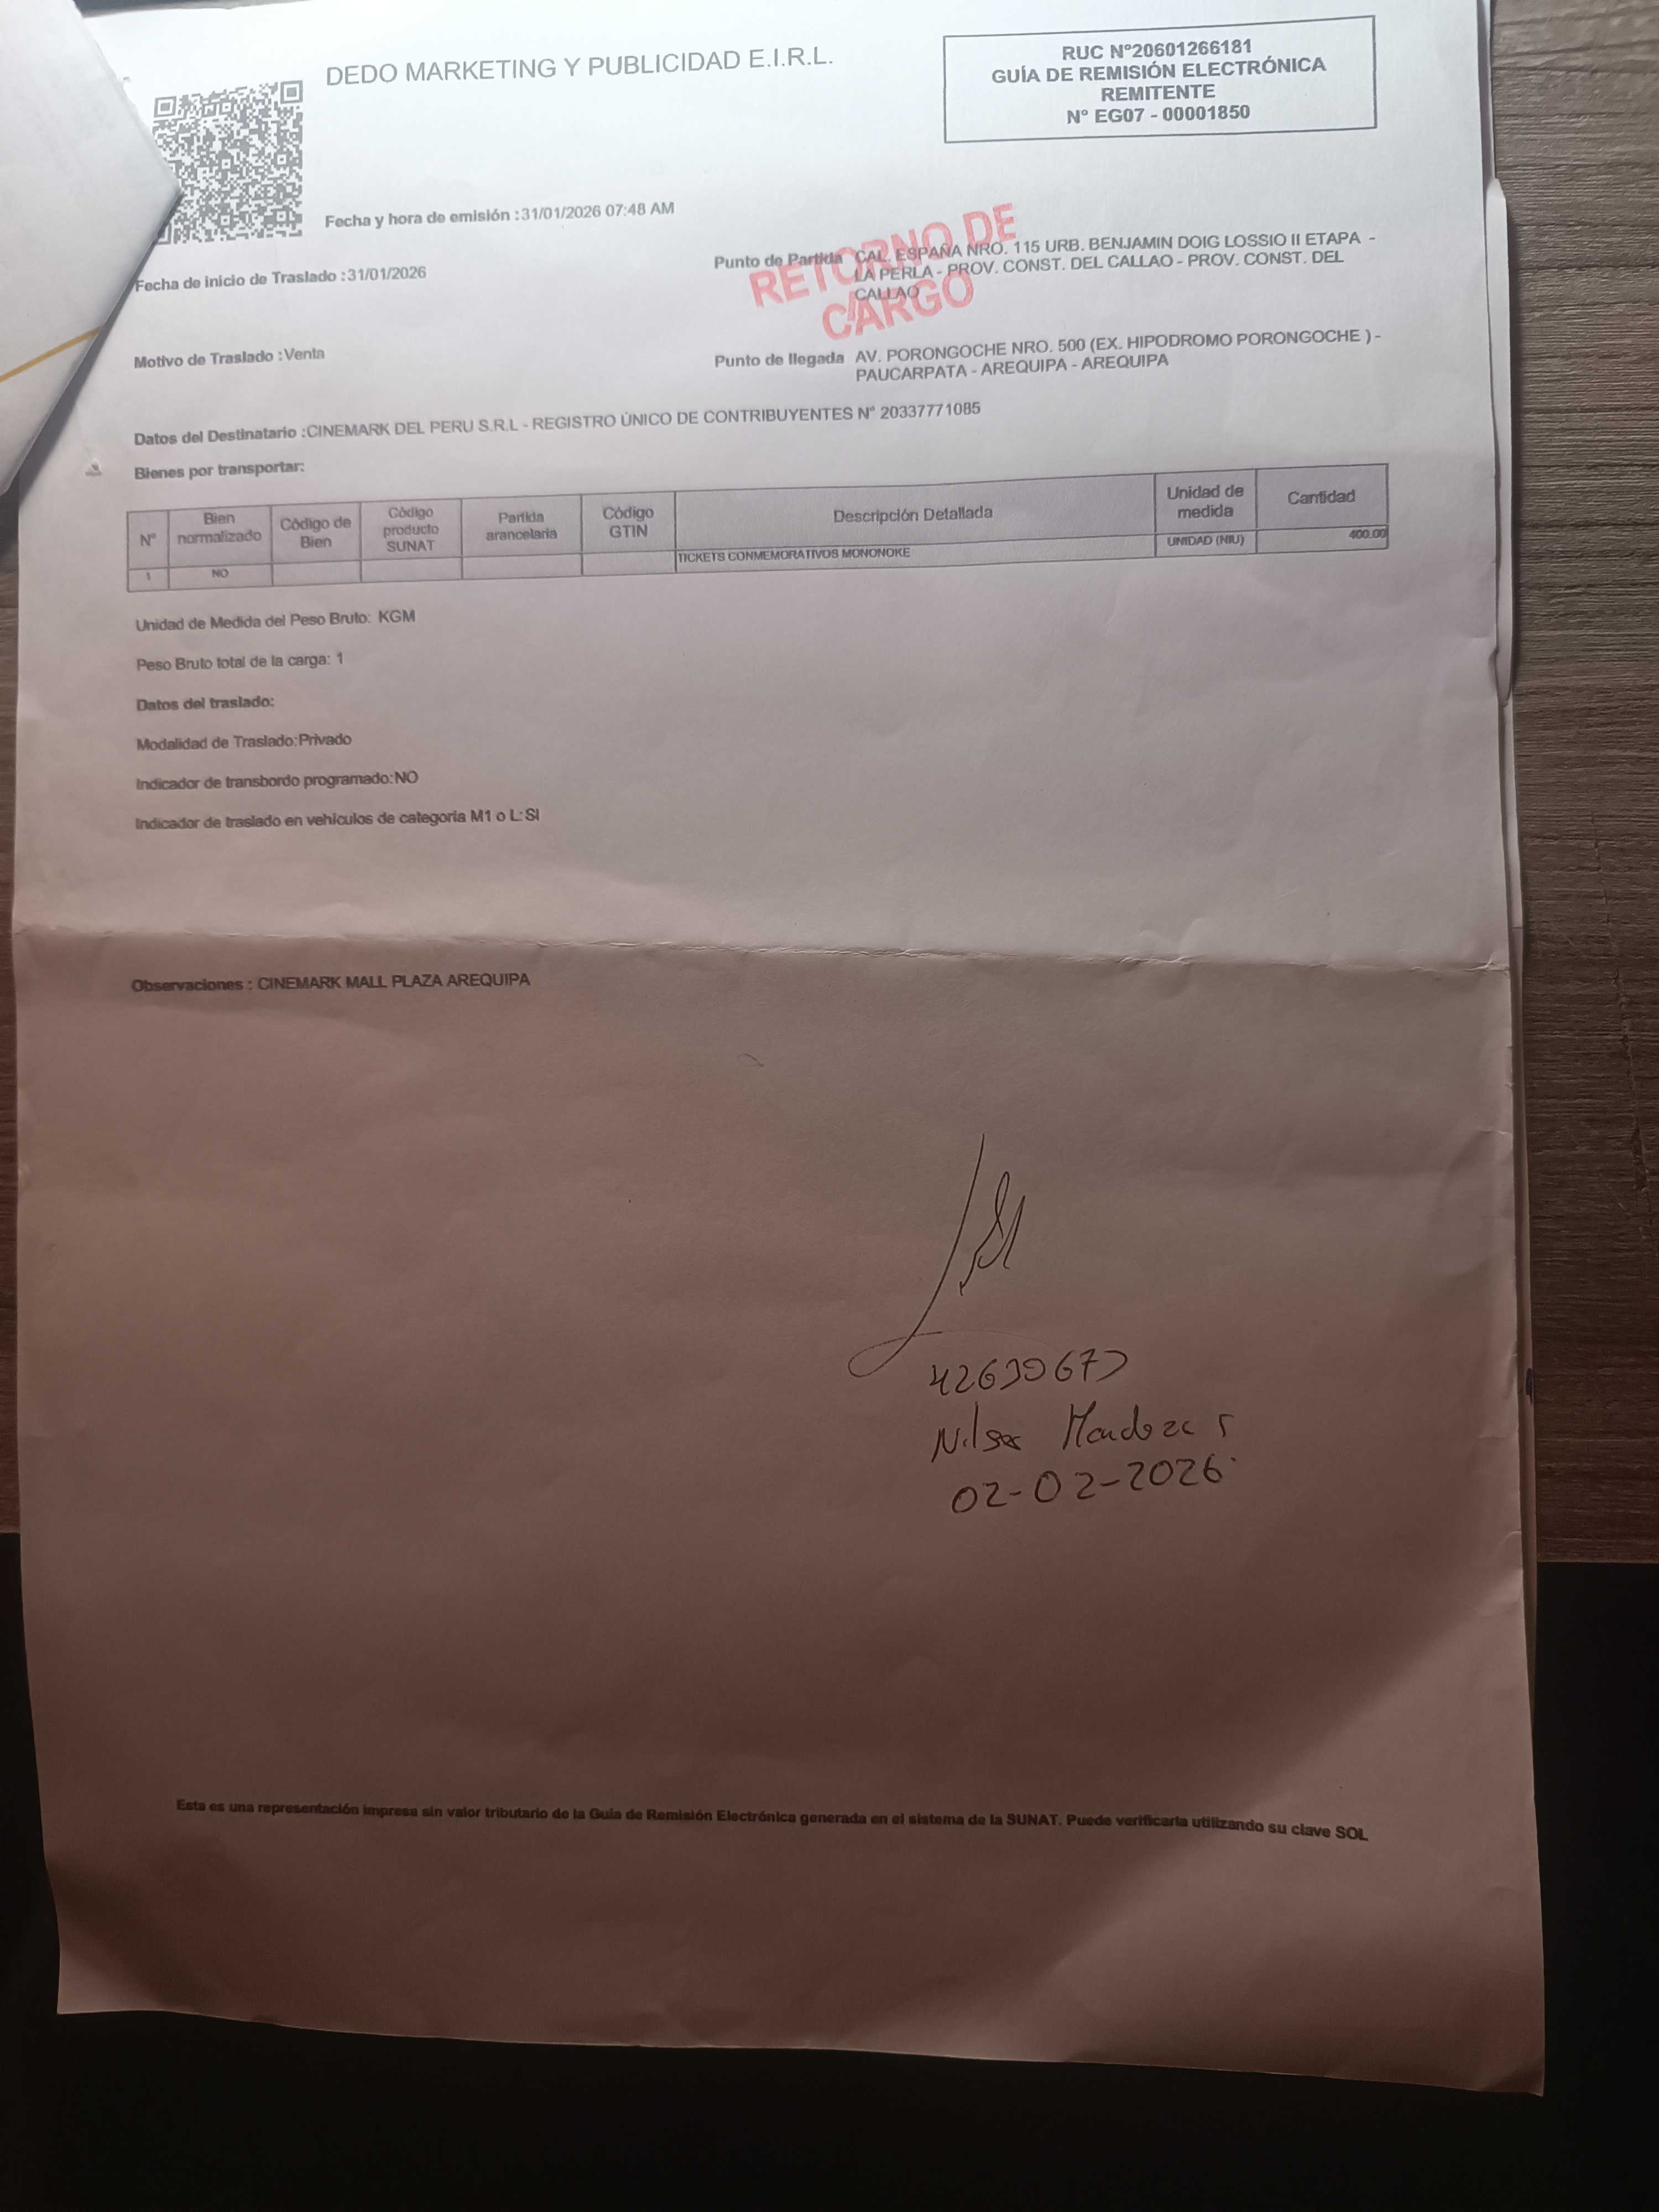 DEDO MARKETING Y PUBLICIDAD E.I.R.L.
RUC N°20601266181
GUÍA DE REMISIÓN ELECTRÓNICA
REMITENTE
N° EG07 - 00001850
Fecha y hora de emisión :31/01/2026 07:48 AM
Fecha de inicio de Traslado :31/01/2026
RETORNO DE
CARGO
Punto de Partida CAL. ESPAÑA NRO. 115 URB. BENJAMIN DOIG LOSSIO II ETAPA -
LA PERLA - PROV. CONST. DEL CALLAO - PROV. CONST. DEL
CALLAO
Motivo de Traslado :Venta
Punto de llegada AV. PORONGOCHE NRO. 500 (EX. HIPODROMO PORONGOCHE ) -
PAUCARPATA - AREQUIPA - AREQUIPA
Datos del Destinatario :CINEMARK DEL PERU S.R.L - REGISTRO ÚNICO DE CONTRIBUYENTES N° 20337771085
Bienes por transportar:
N° Bien normalizado Código de Bien Código producto SUNAT Partida arancelaria Código GTIN Descripción Detallada Unidad de medida Cantidad
1 NO TICKETS CONMEMORATIVOS MONONOKE UNIDAD (NIU) 400.00
Unidad de Medida del Peso Bruto: KGM
Peso Bruto total de la carga: 1
Datos del traslado:
Modalidad de Traslado:Privado
Indicador de transbordo programado:NO
Indicador de traslado en vehículos de categoría M1 o L:SI
Observaciones : CINEMARK MALL PLAZA AREQUIPA
Mendoza
02-02-2026
Esta es una representación impresa sin valor tributario de la Guía de Remisión Electrónica generada en el sistema de la SUNAT. Puede verificarla utilizando su clave SOL